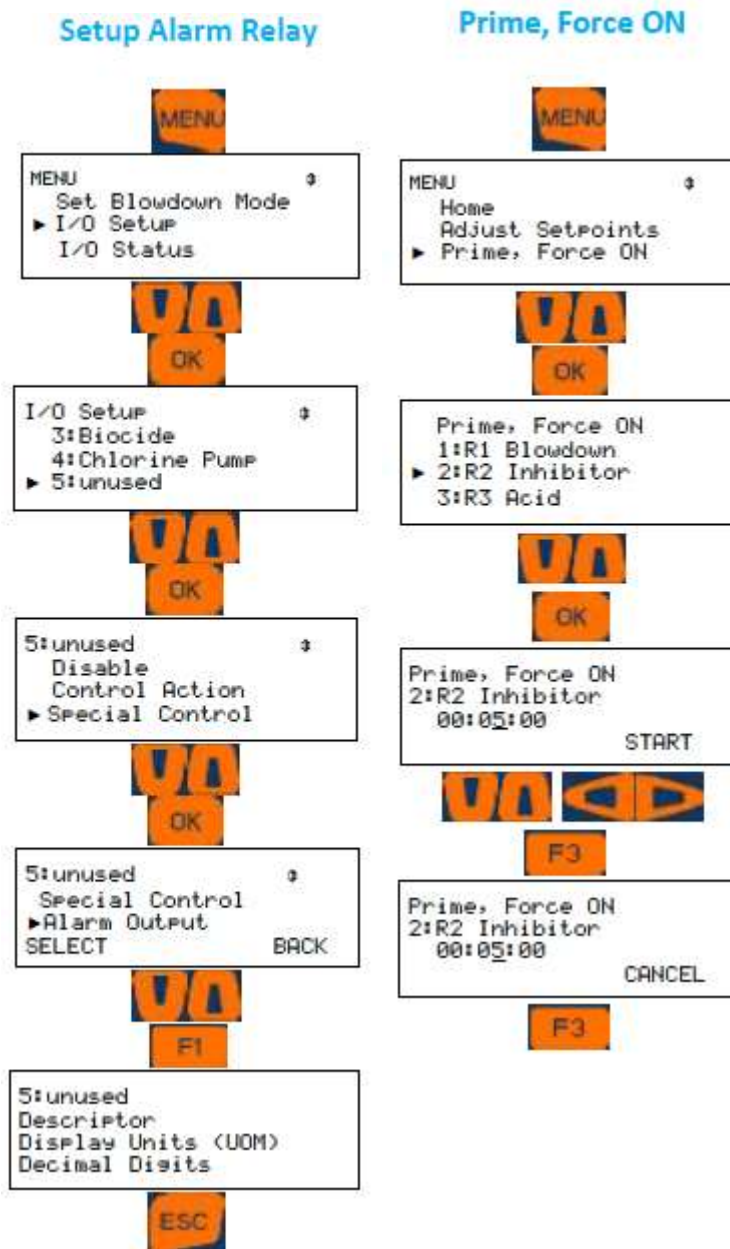 Setup Alarm Relay
MENU
MENU
Set Blowdown Mode
I/O Setup
I/O Status
OK
I/O Setup
3:Biocide
4:Chlorine Pump
5:unused
OK
5:unused
Disable
Control Action
Special Control
OK
5:unused
Special Control
Alarm Output
SELECT BACK
F1
5:unused
Descriptor
Display Units (UOM)
Decimal Digits
ESC
Prime, Force ON
MENU
MENU
Home
Adjust Setpoints
Prime, Force ON
OK
Prime, Force ON
1:R1 Blowdown
2:R2 Inhibitor
3:R3 Acid
OK
Prime, Force ON
2:R2 Inhibitor
00:05:00
START
F3
Prime, Force ON
2:R2 Inhibitor
00:05:00
CANCEL
F3